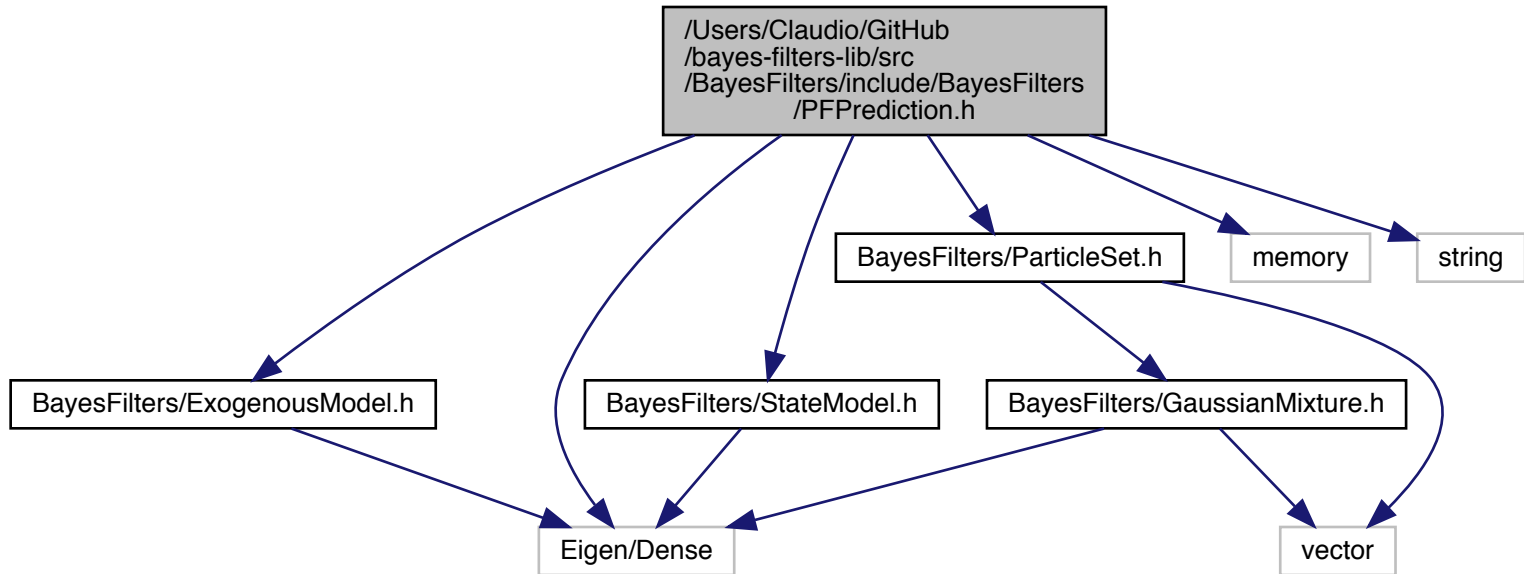 /Users/Claudio/GitHub
/bayes-filters-lib/src
/BayesFilters/include/BayesFilters
/PFPrediction.h
BayesFilters/ParticleSet.h
memory
string
BayesFilters/ExogenousModel.h
BayesFilters/StateModel.h
BayesFilters/GaussianMixture.h
Eigen/Dense
vector